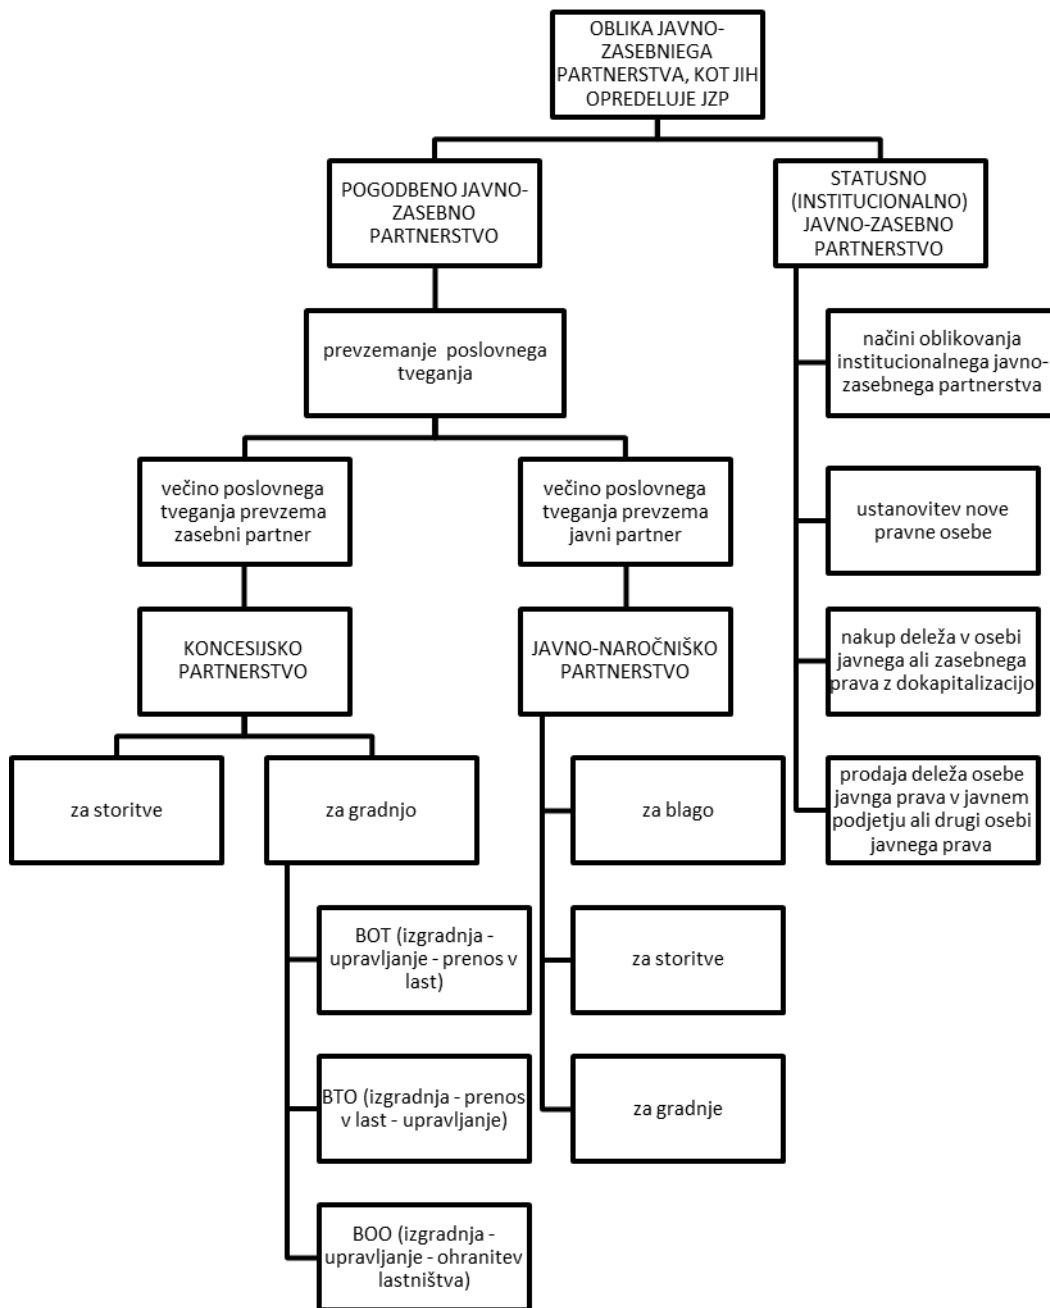 OBLIKA JAVNO-
ZASEBNIEGA
PARTNERSTVA, KOT JIH
OPREDELUJE JZP
POGODBENO JAVNO-
ZASEBNO
PARTNERSTVO
STATUSNO
(INSTITUCIONALNO)
JAVNO-ZASEBNO
PARTNERSTVO
prevzemanje poslovnega
tveganja
večino poslovnega
tveganja prevzema
zasebni partner
večino poslovnega
tveganja prevzema
javni partner
KONCESIJSKO
PARTNERSTVO
JAVNO-NAROČNIŠKO
PARTNERSTVO
za storitve
za gradnjo
BOT (izgradnja -
upravljanje - prenos v
last)
BTO (izgradnja - prenos
v last - upravljanje)
BOO (izgradnja -
upravljanje - ohranitev
lastništva)
za blago
za storitve
za gradnje
načini oblikovanja
institucionalnega javno-
zasebnega partnerstva
ustanovitev nove
pravne osebe
nakup deleža v osebi
javnega ali zasebnega
prava z dokapitalizacijo
prodaja deleža osebe
javnga prava v javnem
podjetju ali drugi osebi
javnega prava